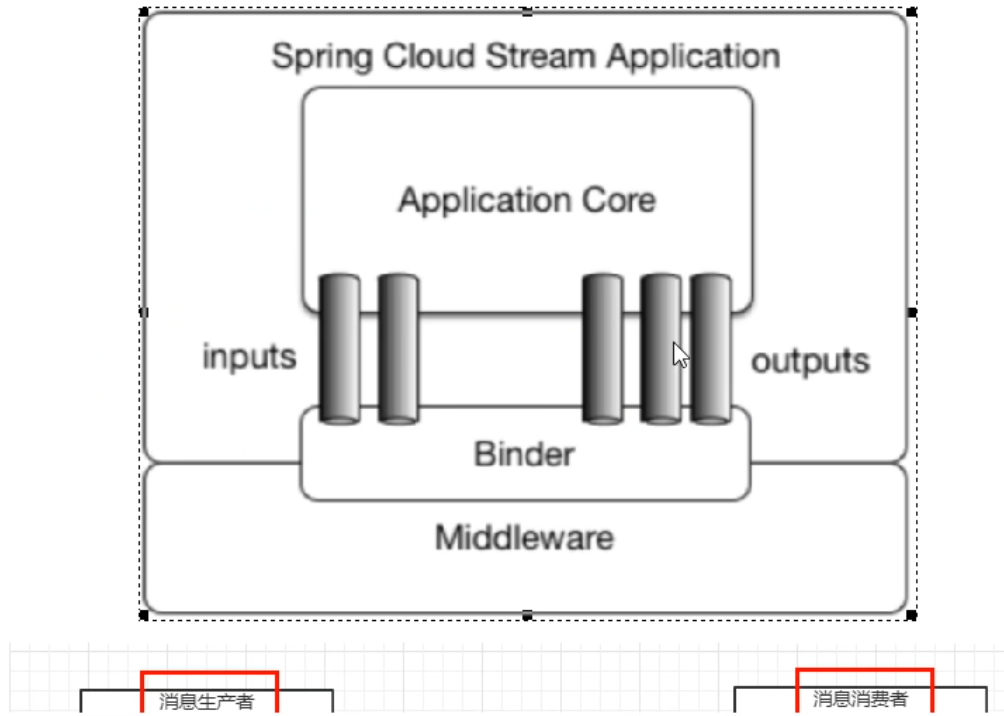 Spring Cloud Stream Application
Application Core
inputs
outputs
Binder
Middleware
消息生产者
消息消费者